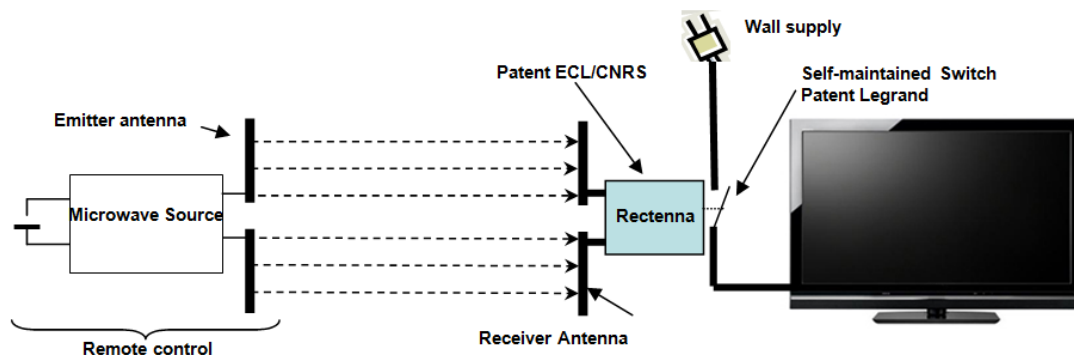 Wall supply
Patent ECL/CNRS
Self-maintained Switch
Patent Legrand
Emitter antenna
Microwave Source
Rectenna
Receiver Antenna
Remote control